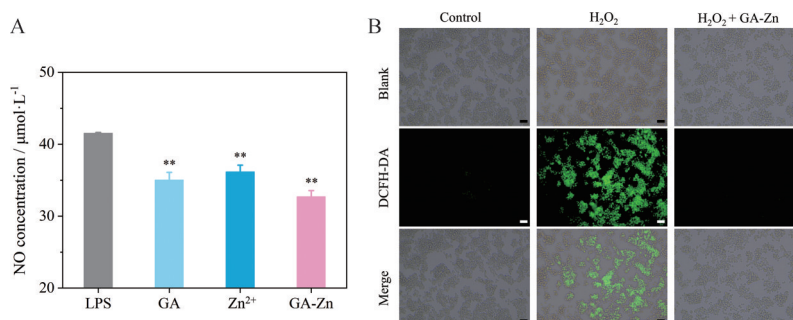 A
NO concentration / μmol·L⁻¹
50
40
30
20
**
**
**
LPS GA Zn²⁺ GA-Zn
B
Control H₂O₂ H₂O₂ + GA-Zn
Blank
DCFH-DA
Merge